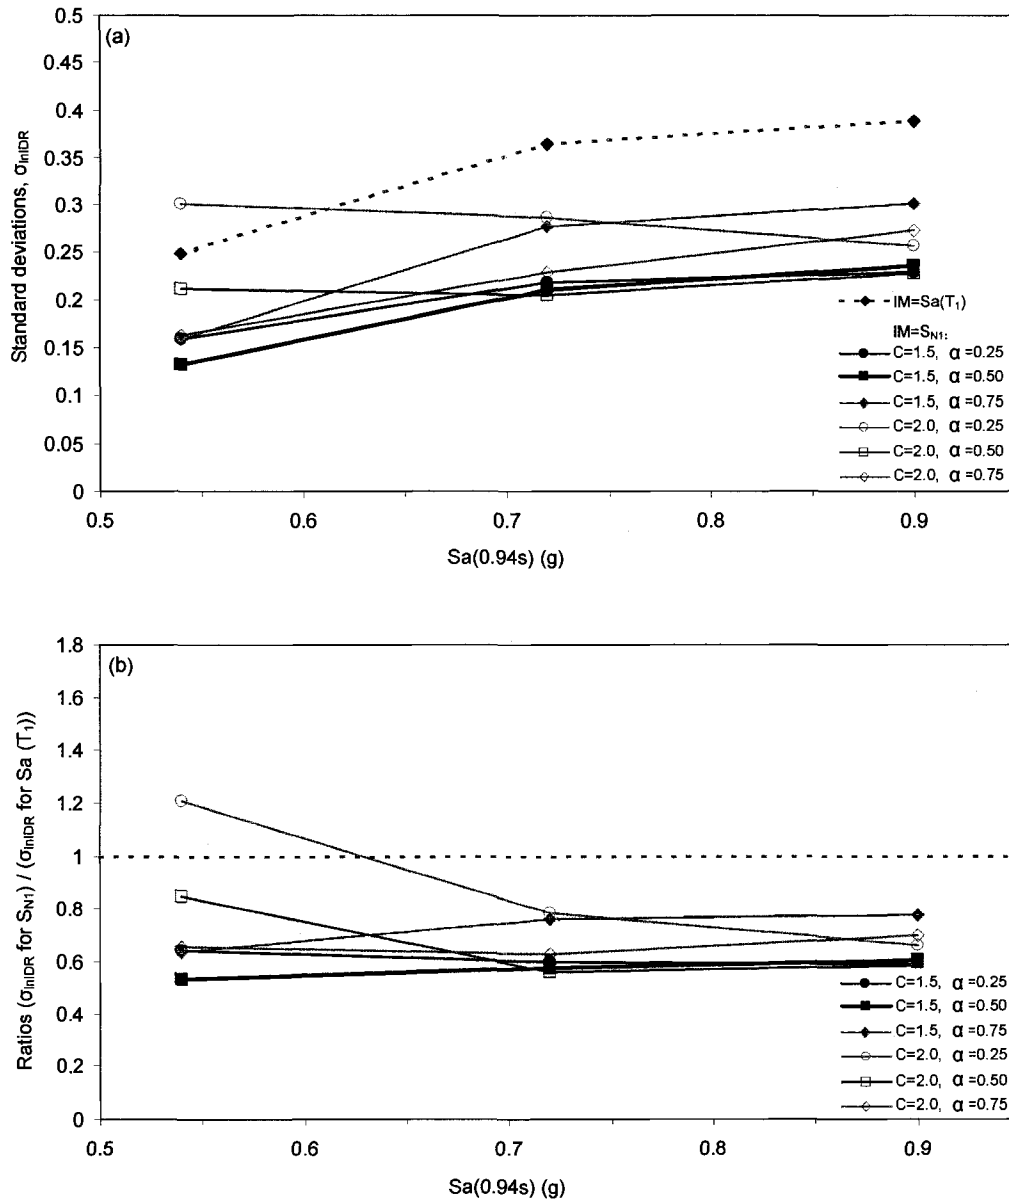 (a)
0.5
0.45
0.4
0.35
0.3
0.25
0.2
0.15
0.1
0.05
0
Standard deviations, σlnIDR
IM=Sa(T1)
IM=SN1:
C=1.5, α=0.25
C=1.5, α=0.50
C=1.5, α=0.75
C=2.0, α=0.25
C=2.0, α=0.50
C=2.0, α=0.75
0.5 0.6 0.7 0.8 0.9
Sa(0.94s) (g)
(b)
1.8
1.6
1.4
1.2
1
0.8
0.6
0.4
0.2
0
Ratios (σlnIDR for SN1) / (σlnIDR for Sa (T1))
C=1.5, α=0.25
C=1.5, α=0.50
C=1.5, α=0.75
C=2.0, α=0.25
C=2.0, α=0.50
C=2.0, α=0.75
0.5 0.6 0.7 0.8 0.9
Sa(0.94s) (g)